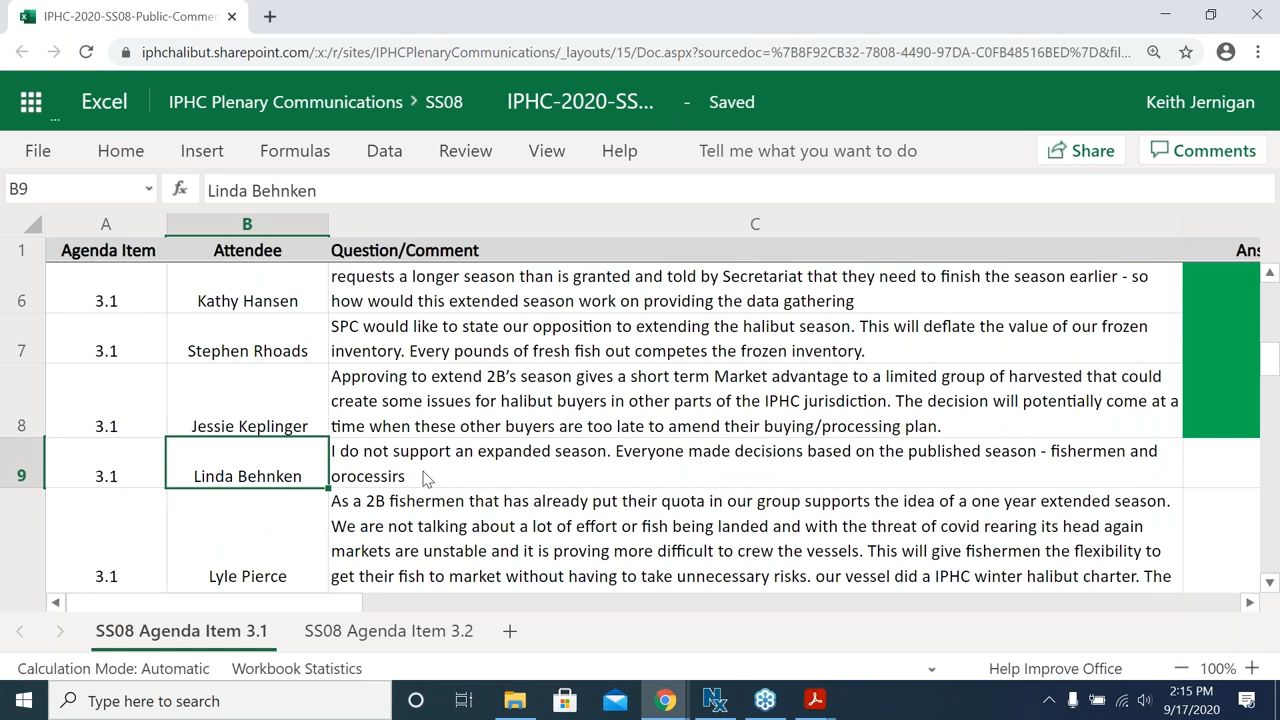 IPHC-2020-SS08-Public-Commen
iphchalibut.sharepoint.com/:x:/r/sites/IPHCPlenaryCommunications/_layouts/15/Doc.aspx?sourcedoc=%7B8F92CB32-7808-4490-97DA-C0FB48516BED%7D&fil...
Excel IPHC Plenary Communications > SS08 IPHC-2020-SS... - Saved Keith Jernigan
...
File Home Insert Formulas Data Review View Help Tell me what you want to do Share Comments
B9 fx Linda Behnken
A B C
1 Agenda Item Attendee Question/Comment Ans
requests a longer season than is granted and told by Secretariat that they need to finish the season earlier - so
6 3.1 Kathy Hansen how would this extended season work on providing the data gathering
SPC would like to state our opposition to extending the halibut season. This will deflate the value of our frozen
7 3.1 Stephen Rhoads inventory. Every pounds of fresh fish out competes the frozen inventory.
Approving to extend 2B’s season gives a short term Market advantage to a limited group of harvested that could
create some issues for halibut buyers in other parts of the IPHC jurisdiction. The decision will potentially come at a
8 3.1 Jessie Keplinger time when these other buyers are too late to amend their buying/processing plan.
I do not support an expanded season. Everyone made decisions based on the published season - fishermen and
9 3.1 Linda Behnken orocessirs
As a 2B fishermen that has already put their quota in our group supports the idea of a one year extended season.
We are not talking about a lot of effort or fish being landed and with the threat of covid rearing its head again
markets are unstable and it is proving more difficult to crew the vessels. This will give fishermen the flexibility to
3.1 Lyle Pierce get their fish to market without having to take unnecessary risks. our vessel did a IPHC winter halibut charter. The
SS08 Agenda Item 3.1 SS08 Agenda Item 3.2
Calculation Mode: Automatic Workbook Statistics Help Improve Office 100%
Type here to search 2:15 PM
9/17/2020